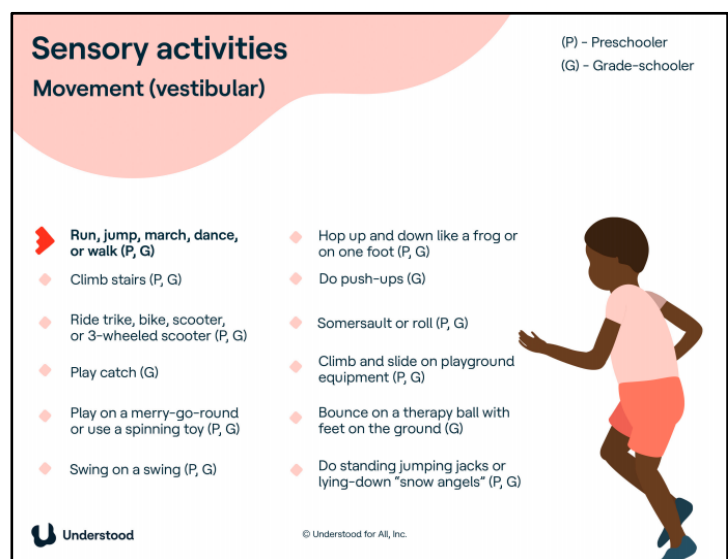 Sensory activities
Movement (vestibular)
(P) - Preschooler
(G) - Grade-schooler
Run, jump, march, dance,
or walk (P, G)
Climb stairs (P, G)
Ride trike, bike, scooter,
or 3-wheeled scooter (P, G)
Play catch (G)
Play on a merry-go-round
or use a spinning toy (P, G)
Swing on a swing (P, G)
Hop up and down like a frog or
on one foot (P, G)
Do push-ups (G)
Somersault or roll (P, G)
Climb and slide on playground
equipment (P, G)
Bounce on a therapy ball with
feet on the ground (G)
Do standing jumping jacks or
lying-down “snow angels” (P, G)
Understood
© Understood for All, Inc.